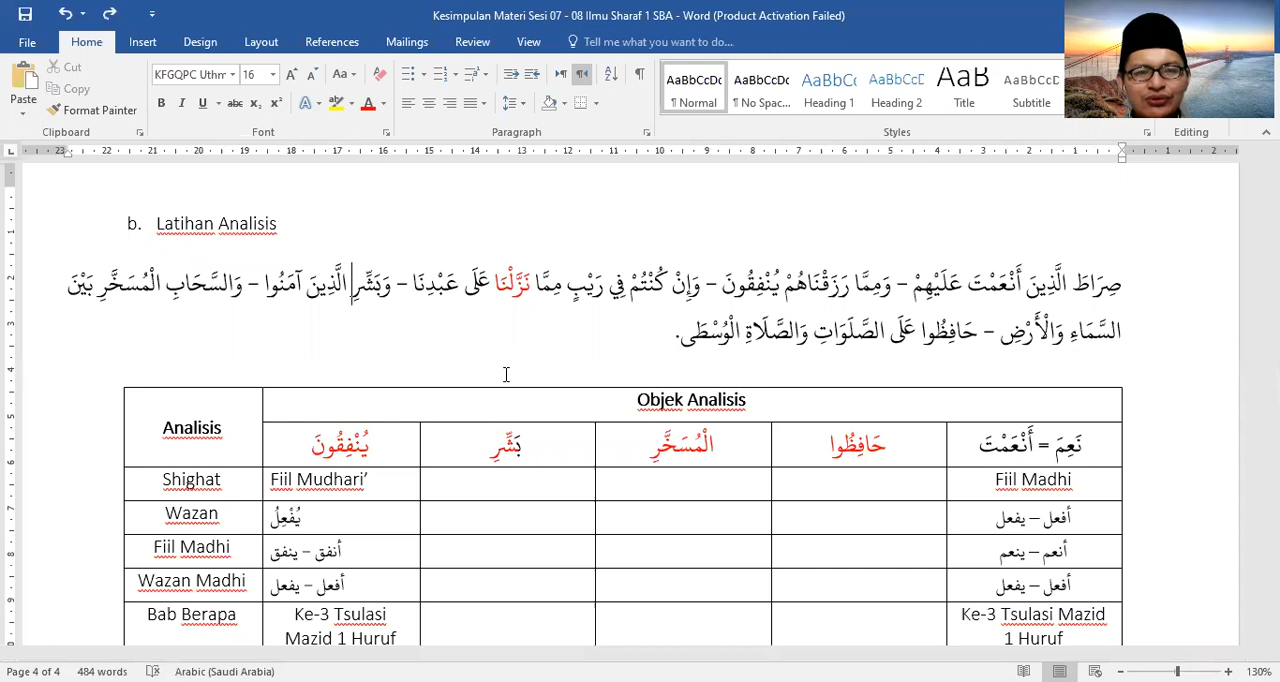 Kesimpulan Materi Sesi 07 - 08 Ilmu Sharaf 1 SBA - Word (Product Activation Failed)
File Home Insert Design Layout References Mailings Review View Tell me what you want to do...
Paste
Cut
Copy
Format Painter
KFGQPC Uthm 16
AaBbCcDc AaBbCcDc AaBbCc AaBbCcC AaB AaBbCcDc
¶ Normal ¶ No Spac... Heading 1 Heading 2 Title Subtitle
Clipboard Font Paragraph Styles Editing
b. Latihan Analisis
صِرَاطَ الَّذِينَ أَنْعَمْتَ عَلَيْهِمْ – وَمِمَّا رَزَقْنَاهُمْ يُنْفِقُونَ – وَإِنْ كُنْتُمْ فِي رَيْبٍ مِمَّا نَزَّلْنَا عَلَى عَبْدِنَا – وَبَشِّرِ الَّذِينَ آمَنُوا – وَالسَّحَابِ الْمُسَخَّرِ بَيْنَ
السَّمَاءِ وَالْأَرْضِ – حَافِظُوا عَلَى الصَّلَوَاتِ وَالصَّلَاةِ الْوُسْطَى.
Analisis Objek Analisis
يُنْفِقُونَ بَشِّرِ الْمُسَخَّرِ حَافِظُوا نَعِمَ = أَنْعَمْتَ
Shighat Fiil Mudhari’ Fiil Madhi
Wazan يُفْعِلُ أفعل – يفعل
Fiil Madhi أنفق – ينفق أنعم – ينعم
Wazan Madhi أفعل – يفعل أفعل – يفعل
Bab Berapa Ke-3 Tsulasi Mazid 1 Huruf Ke-3 Tsulasi Mazid 1 Huruf
Page 4 of 4 484 words Arabic (Saudi Arabia) 130%